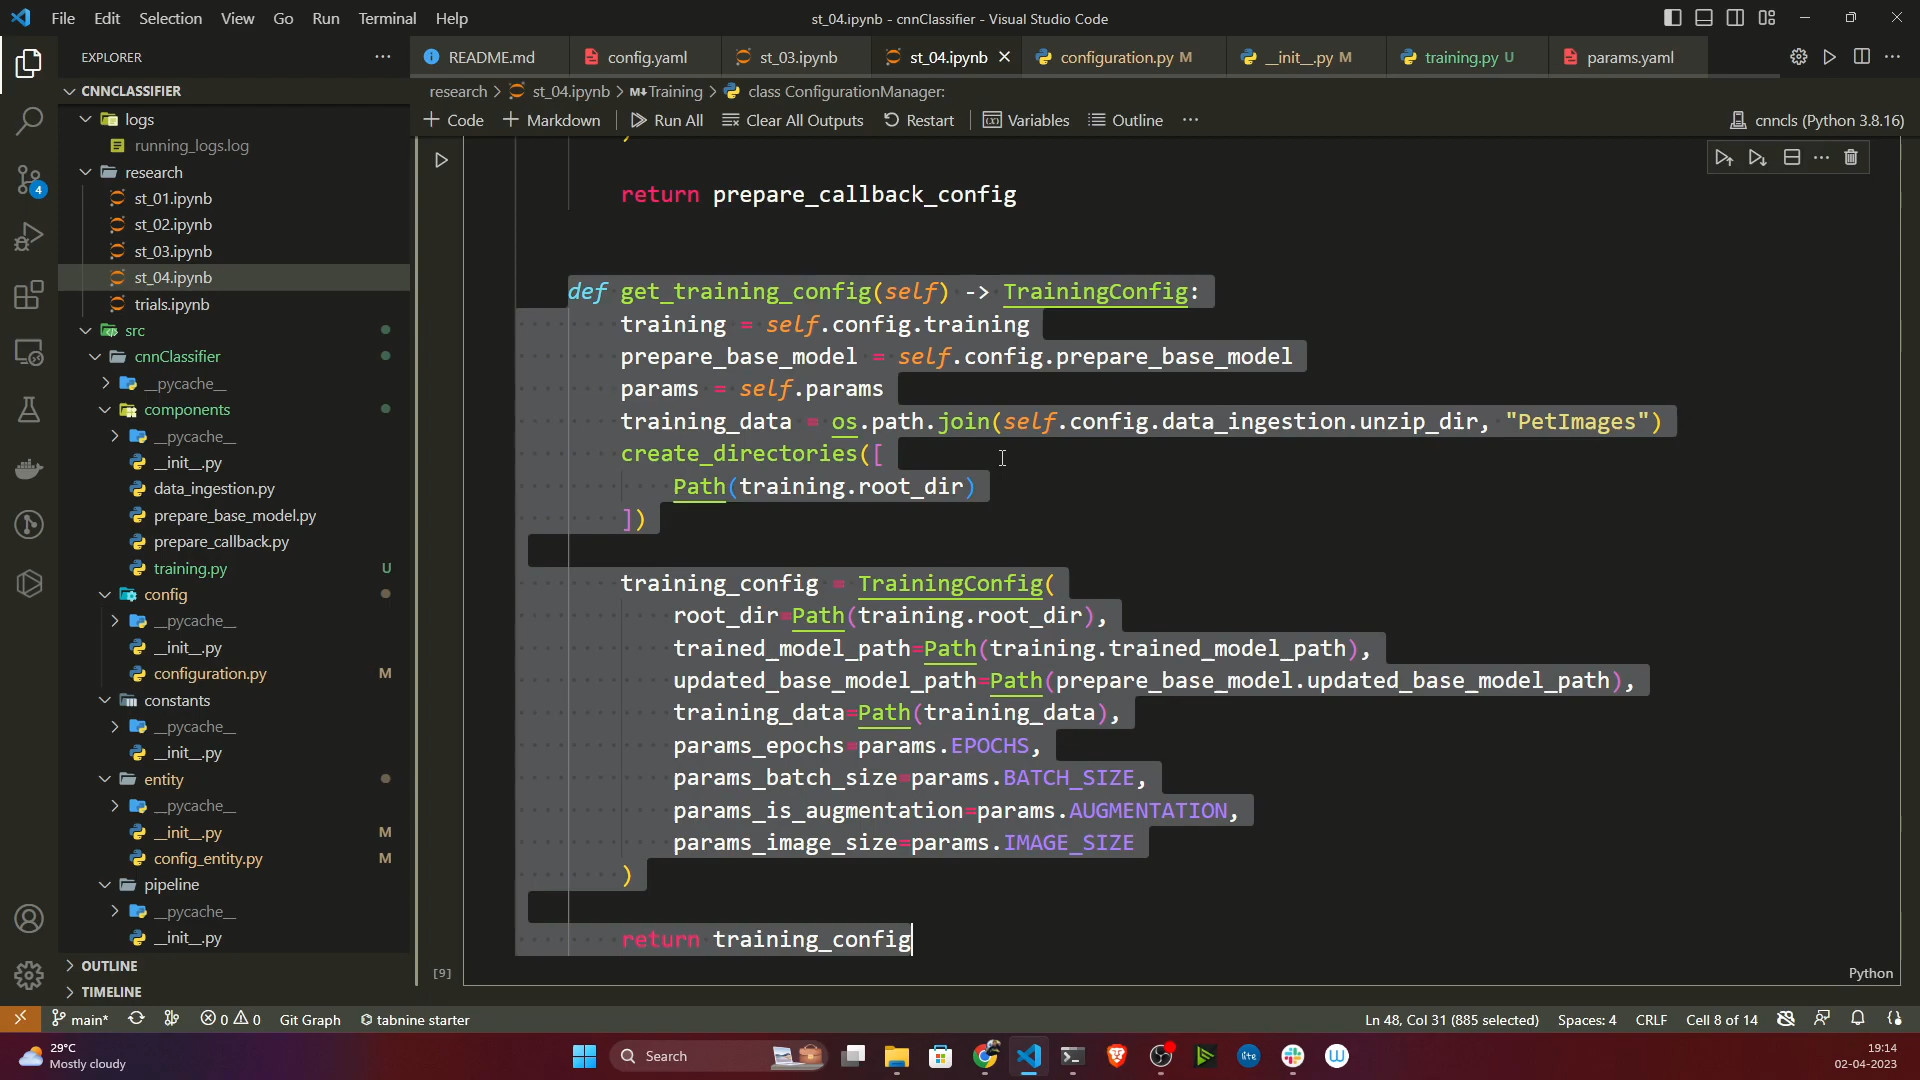 File Edit Selection View Go Run Terminal Help
st_04.ipynb - cnnClassifier - Visual Studio Code
EXPLORER
README.md
config.yaml
st_03.ipynb
st_04.ipynb
configuration.py M
__init__.py M
training.py U
params.yaml
CNNCLASSIFIER
research > st_04.ipynb > M↓Training > class ConfigurationManager:
+ Code + Markdown Run All Clear All Outputs Restart Variables Outline ···
cnncls (Python 3.8.16)
logs
running_logs.log
research
st_01.ipynb
st_02.ipynb
st_03.ipynb
st_04.ipynb
trials.ipynb
src
cnnClassifier
__pycache__
components
__pycache__
__init__.py
data_ingestion.py
prepare_base_model.py
prepare_callback.py
training.py U
config
__pycache__
__init__.py
configuration.py M
constants
__pycache__
__init__.py
entity
__pycache__
__init__.py M
config_entity.py M
pipeline
__pycache__
__init__.py
OUTLINE
TIMELINE
4
)
return prepare_callback_config
def get_training_config(self) -> TrainingConfig:
training = self.config.training
prepare_base_model = self.config.prepare_base_model
params = self.params
training_data = os.path.join(self.config.data_ingestion.unzip_dir, "PetImages")
create_directories([
Path(training.root_dir)
])
training_config = TrainingConfig(
root_dir=Path(training.root_dir),
trained_model_path=Path(training.trained_model_path),
updated_base_model_path=Path(prepare_base_model.updated_base_model_path),
training_data=Path(training_data),
params_epochs=params.EPOCHS,
params_batch_size=params.BATCH_SIZE,
params_is_augmentation=params.AUGMENTATION,
params_image_size=params.IMAGE_SIZE
)
return training_config
[9]
Python
main* 0 0 Git Graph tabnine starter
Ln 48, Col 31 (885 selected) Spaces: 4 CRLF Cell 8 of 14
29°C
Mostly cloudy
Search
lite
19:14
02-04-2023